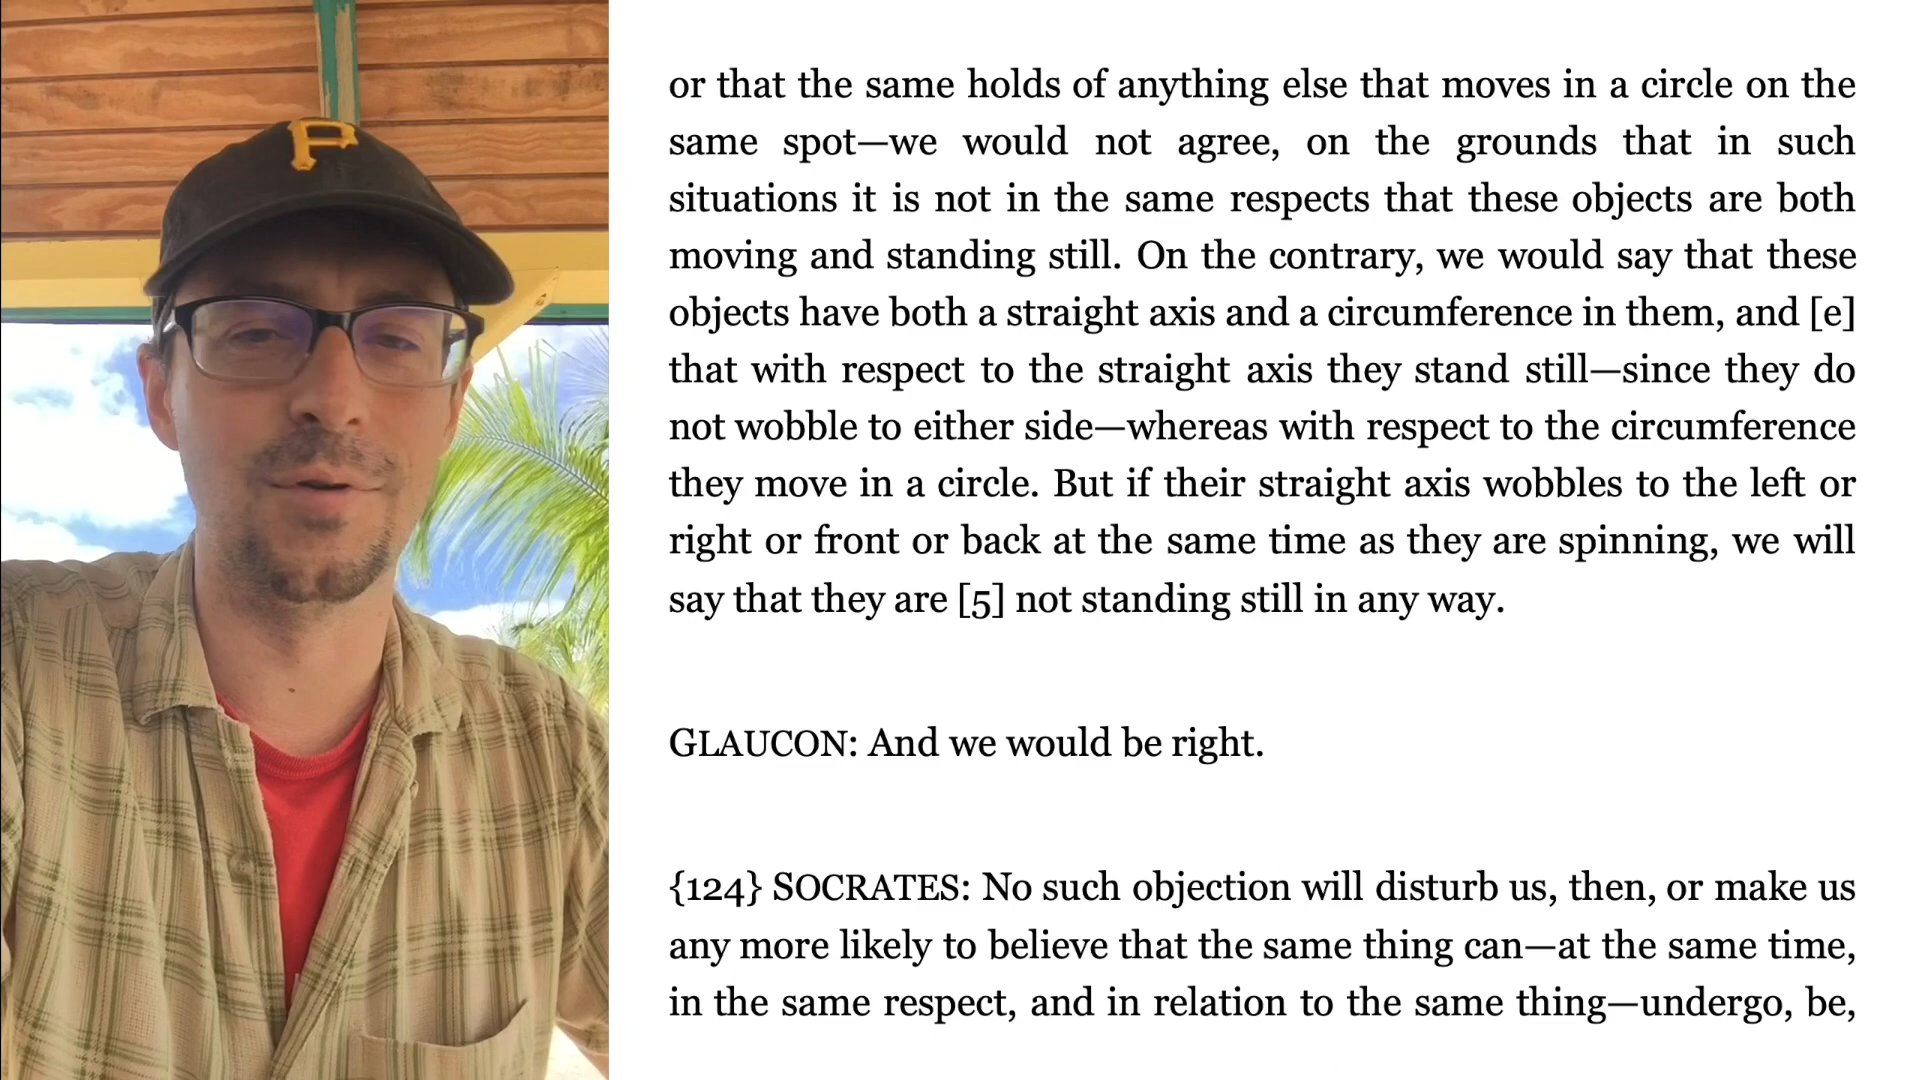 P
or that the same holds of anything else that moves in a circle on the
same spot—we would not agree, on the grounds that in such
situations it is not in the same respects that these objects are both
moving and standing still. On the contrary, we would say that these
objects have both a straight axis and a circumference in them, and [e]
that with respect to the straight axis they stand still—since they do
not wobble to either side—whereas with respect to the circumference
they move in a circle. But if their straight axis wobbles to the left or
right or front or back at the same time as they are spinning, we will
say that they are [5] not standing still in any way.
GLAUCON: And we would be right.
{124} SOCRATES: No such objection will disturb us, then, or make us
any more likely to believe that the same thing can—at the same time,
in the same respect, and in relation to the same thing—undergo, be,